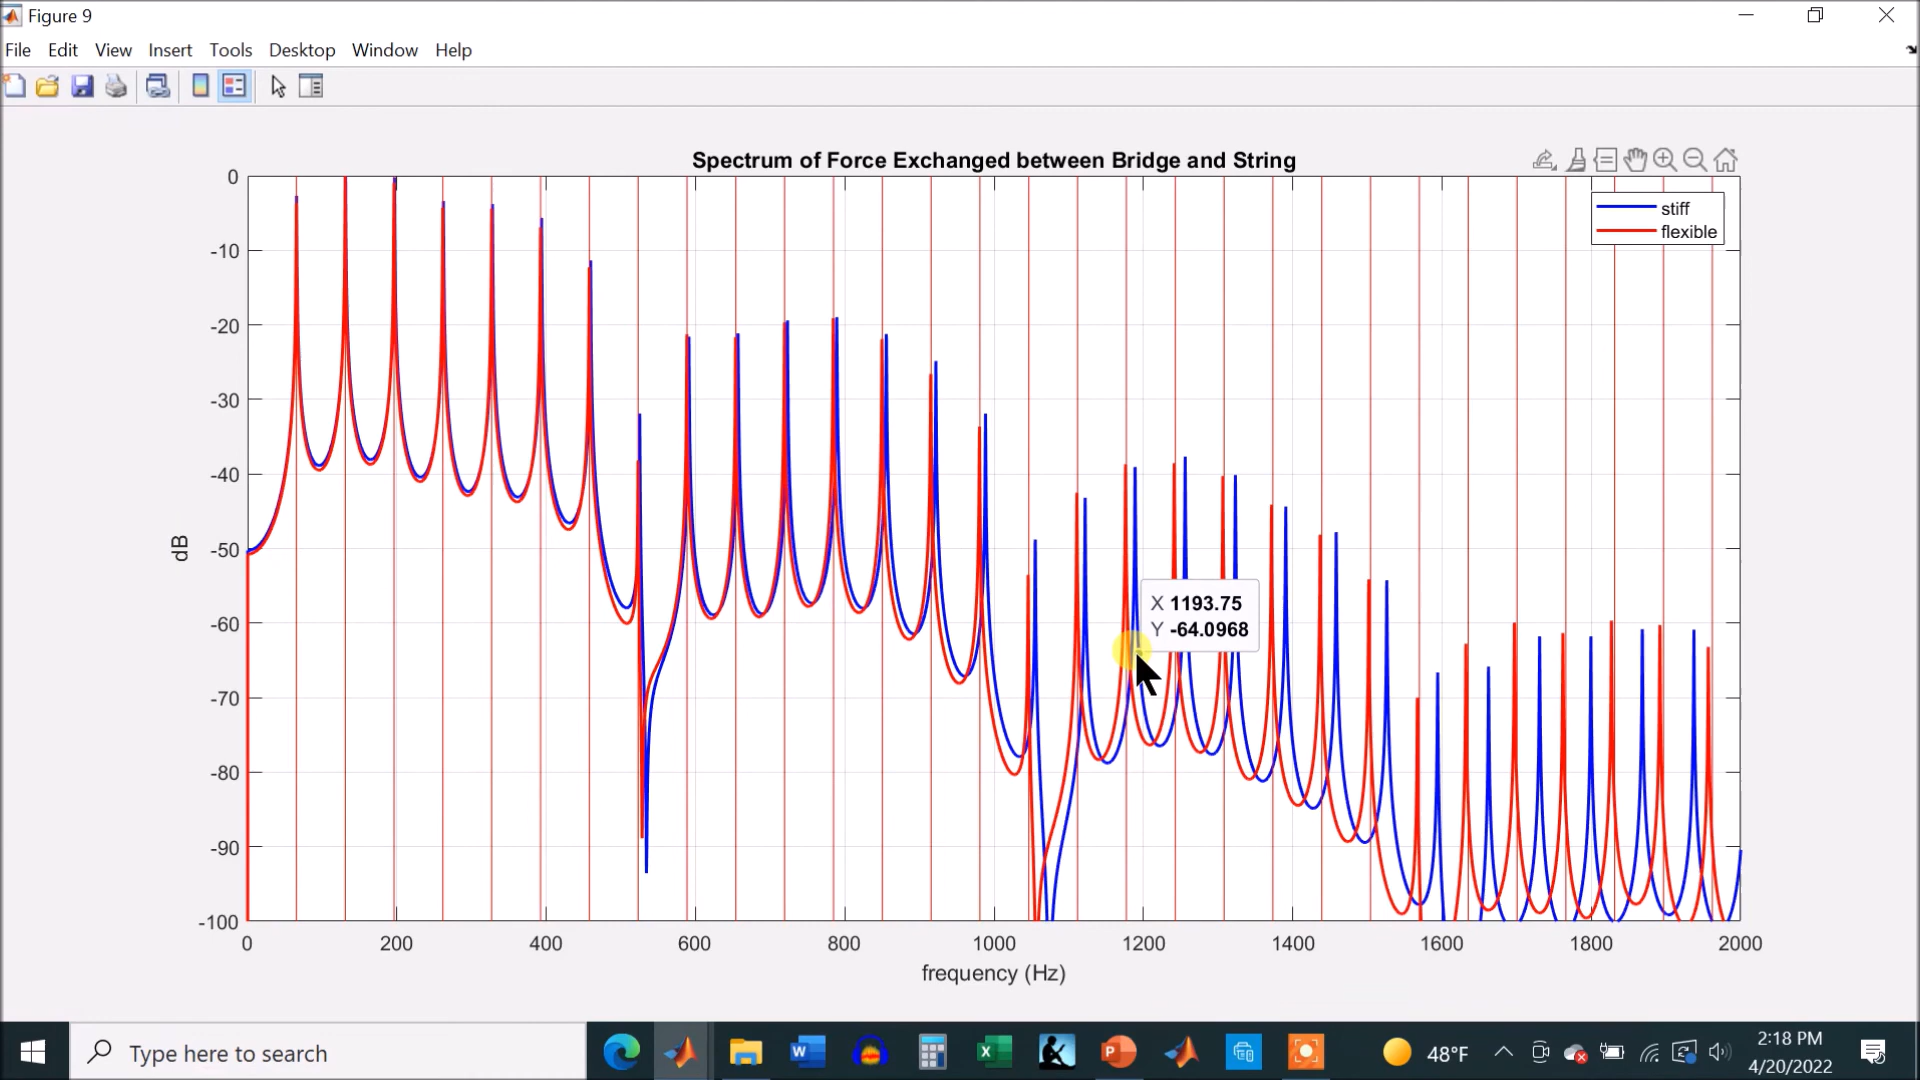 Figure 9
File Edit View Insert Tools Desktop Window Help
Spectrum of Force Exchanged between Bridge and String
stiff
flexible
0
-10
-20
-30
-40
-50
-60
-70
-80
-90
-100
dB
X 1193.75
Y -64.0968
0 200 400 600 800 1000 1200 1400 1600 1800 2000
frequency (Hz)
Type here to search
W
X
P
48°F
2:18 PM
4/20/2022